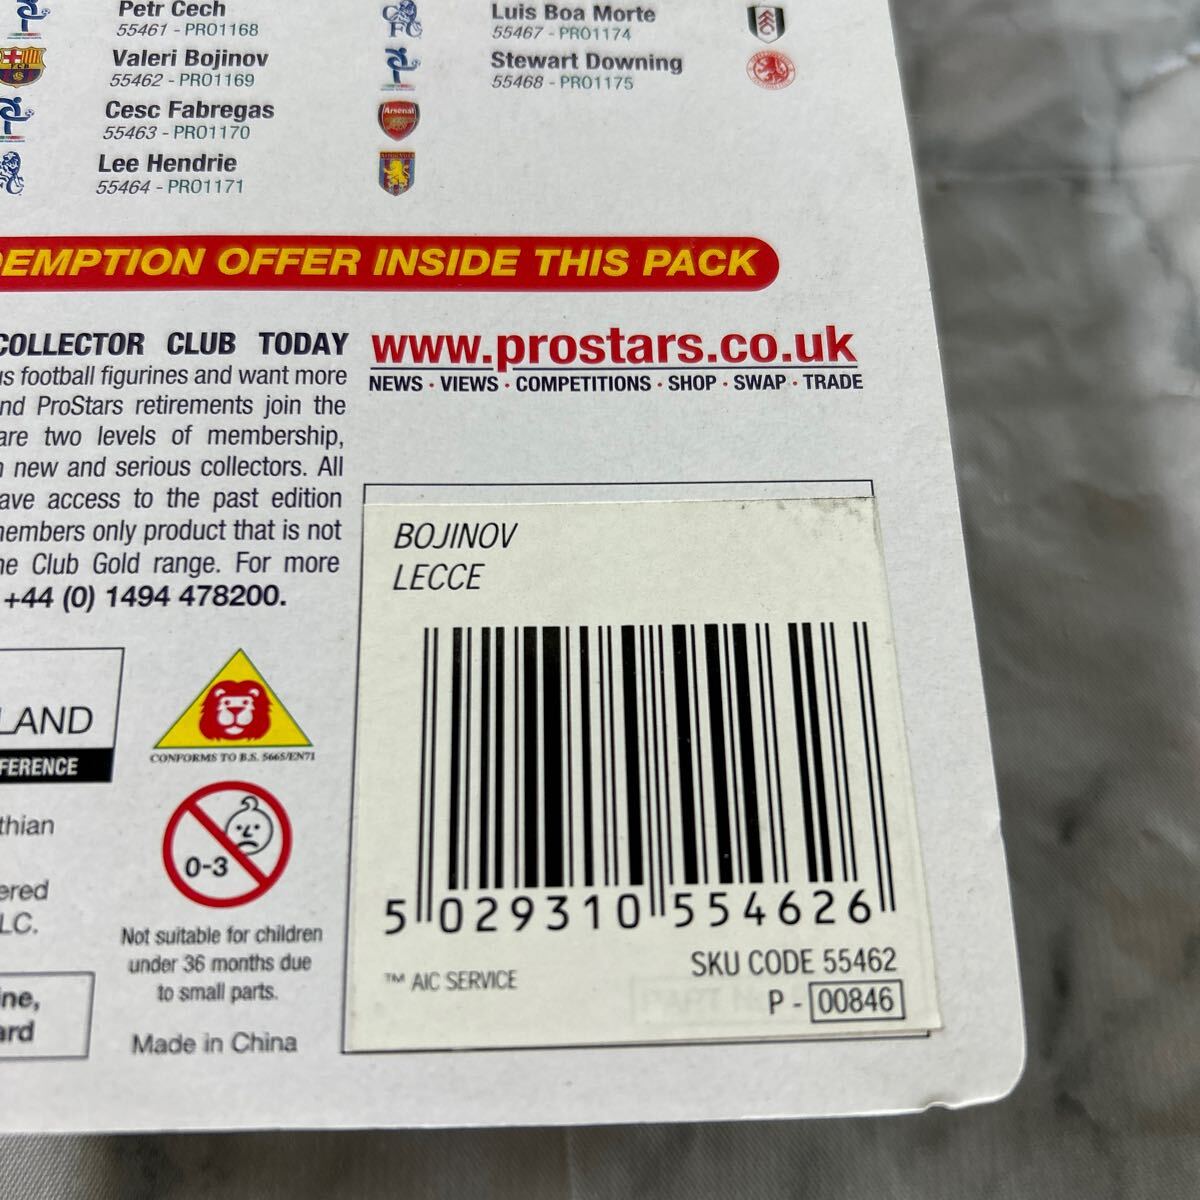 Petr Cech
55461 - PRO1168
Valeri Bojinov
55462 - PRO1169
Cesc Fabregas
55463 - PRO1170
Lee Hendrie
55464 - PRO1171
Luis Boa Morte
55467 - PRO1174
Stewart Downing
55468 - PRO1175
Arsenal
DEMPTION OFFER INSIDE THIS PACK
COLLECTOR CLUB TODAY
us football figurines and want more
nd ProStars retirements join the
are two levels of membership,
n new and serious collectors. All
ave access to the past edition
members only product that is not
he Club Gold range. For more
+44 (0) 1494 478200.
www.prostars.co.uk
NEWS · VIEWS · COMPETITIONS · SHOP · SWAP · TRADE
LAND
FERENCE
thian
ered
LC.
ine,
ard
CONFORMS TO B.S. 5665/EN71
0-3
Not suitable for children
under 36 months due
to small parts.
Made in China
BOJINOV
LECCE
5 029310 554626
SKU CODE 55462
™ AIC SERVICE
P - 00846